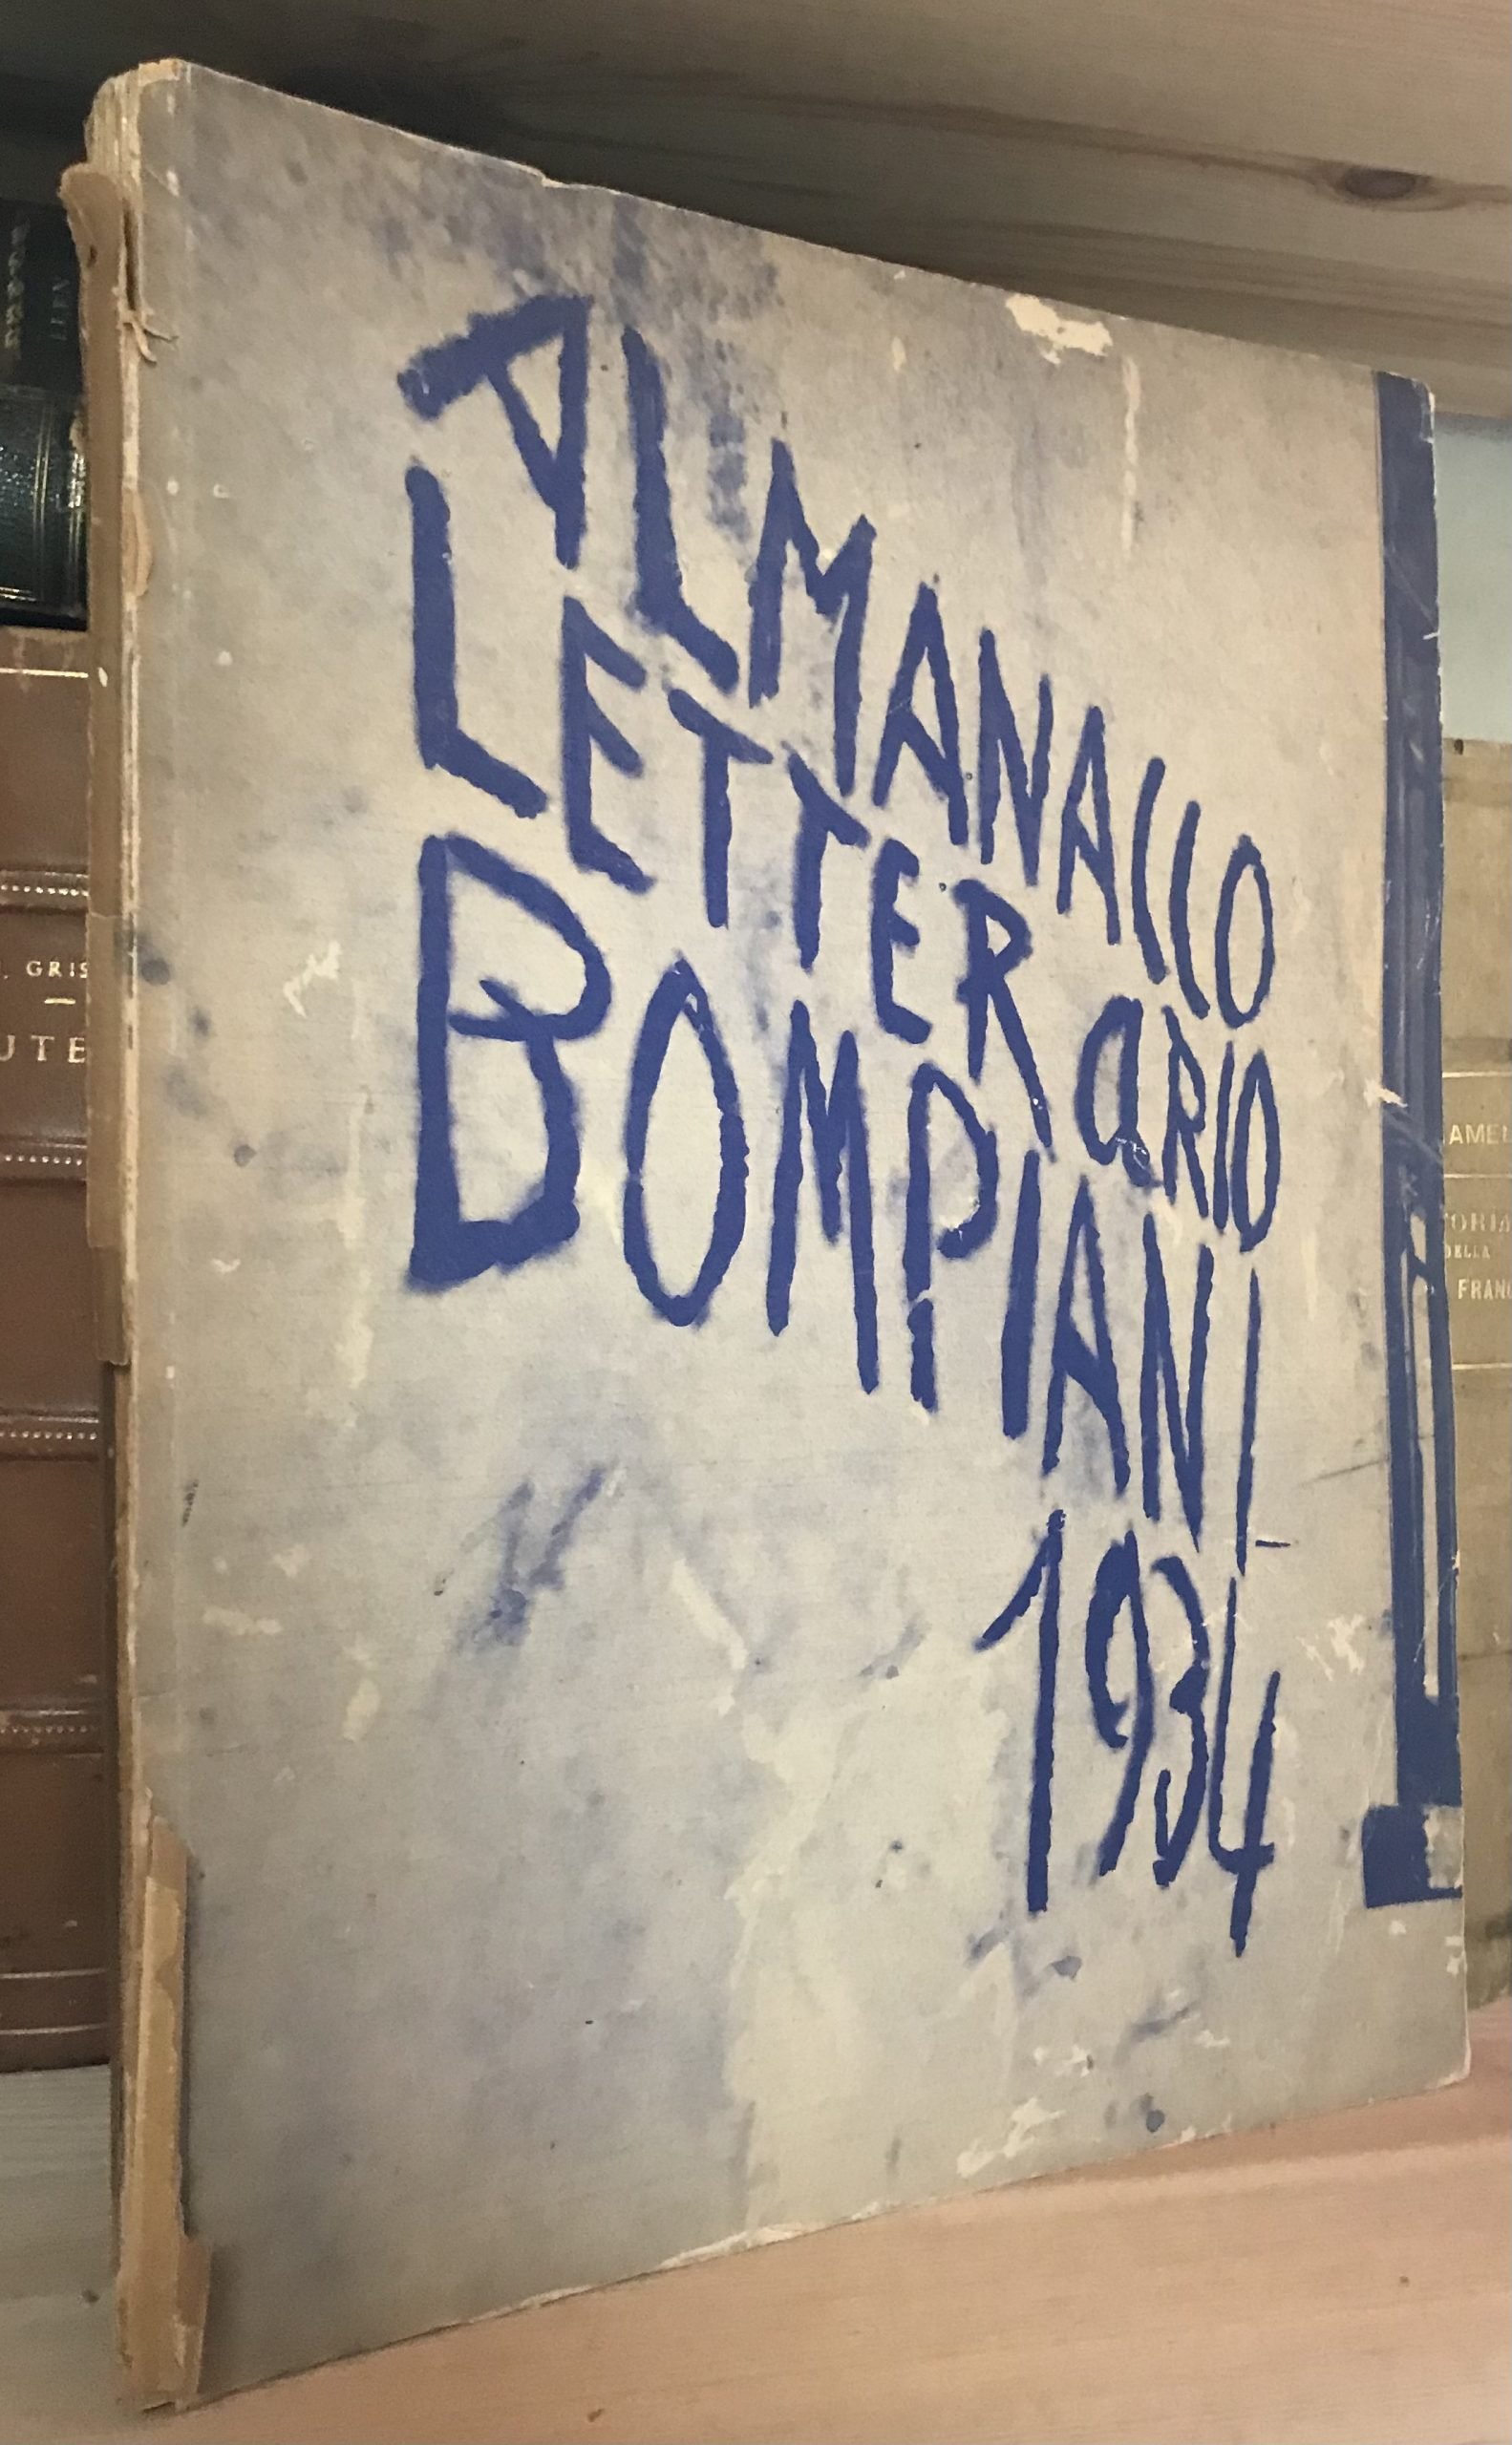 ALMANACCO
LETTERaRIO
BOMPIANI
1934